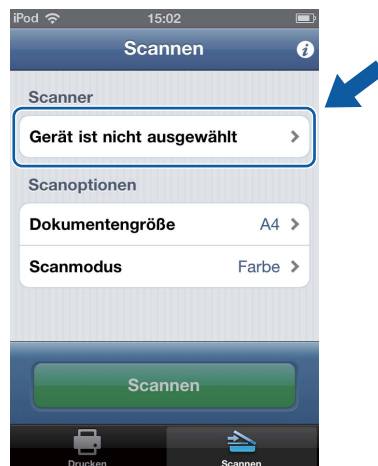 iPod 15:02
Scannen
Scanner
Gerät ist nicht ausgewählt
Scanoptionen
Dokumentengröße A4
Scanmodus Farbe
Scannen
Drucken Scannen